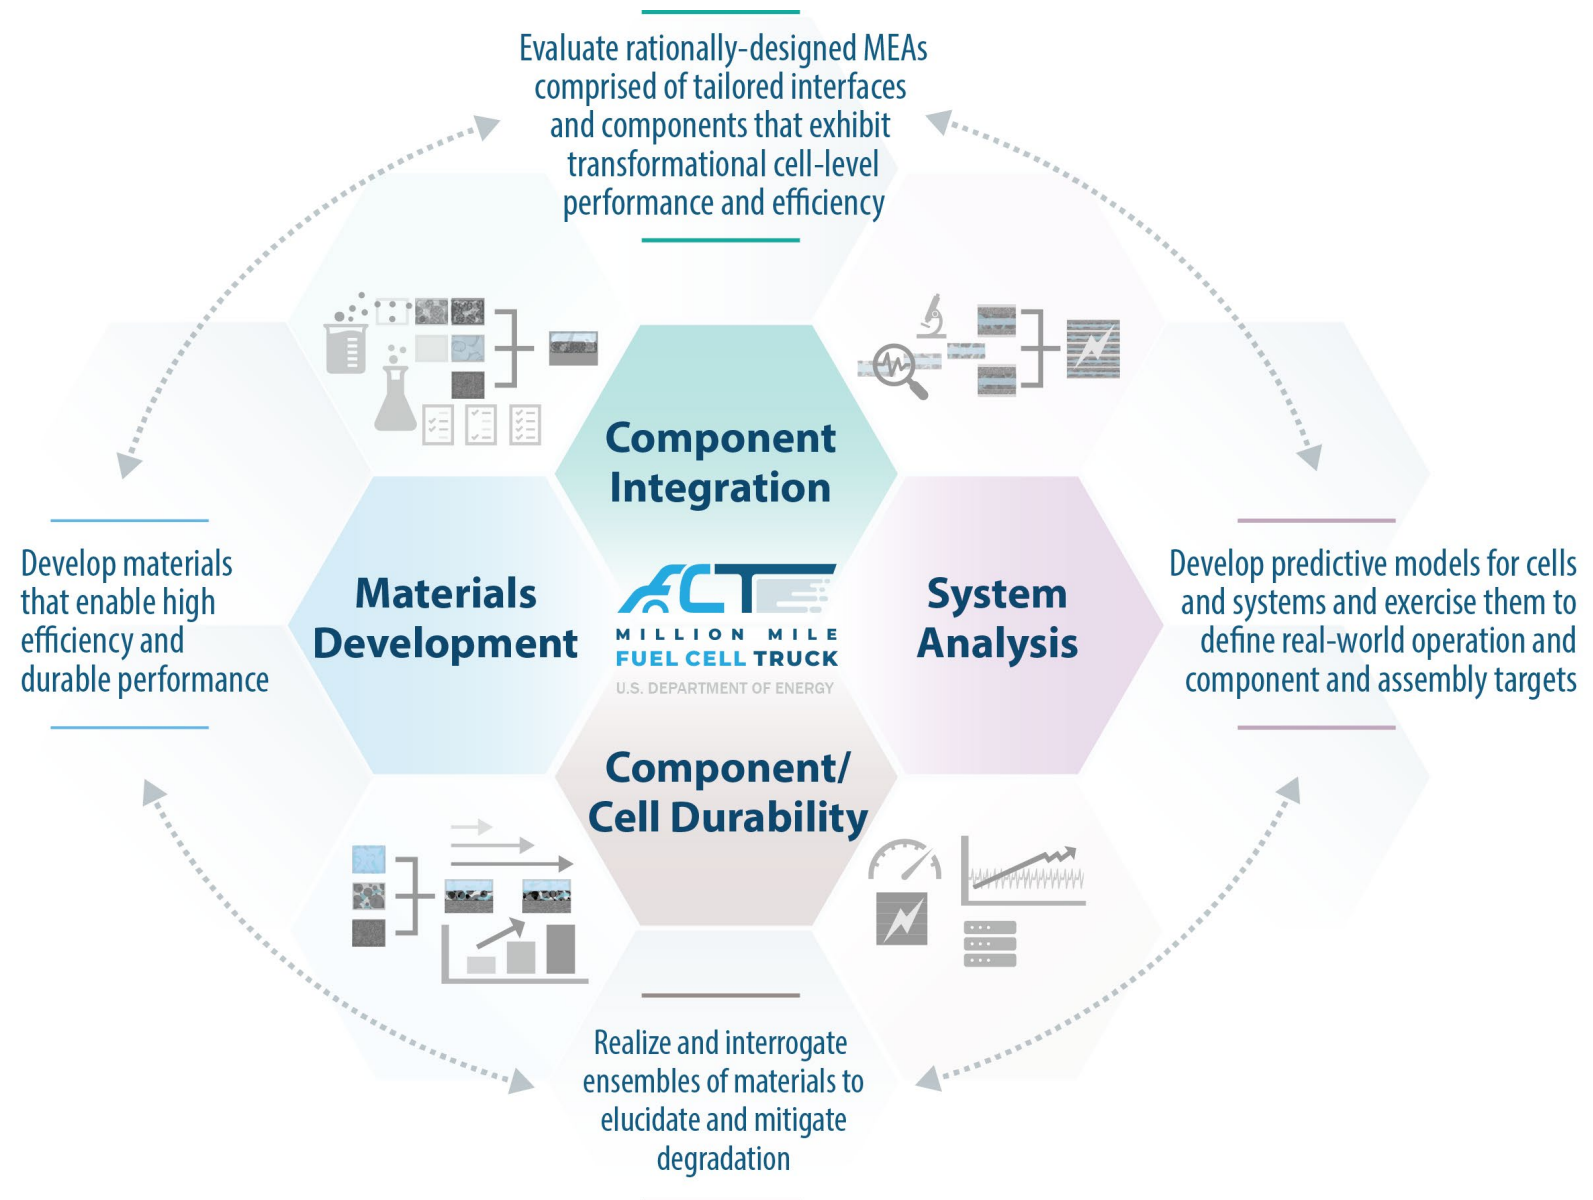 Evaluate rationally-designed MEAs
comprised of tailored interfaces
and components that exhibit
transformational cell-level
performance and efficiency
Component
Integration
Develop materials
that enable high
efficiency and
durable performance
Materials
Development
FCT
MILLION MILE
FUEL CELL TRUCK
U.S. DEPARTMENT OF ENERGY
System
Analysis
Develop predictive models for cells
and systems and exercise them to
define real-world operation and
component and assembly targets
Component/
Cell Durability
Realize and interrogate
ensembles of materials to
elucidate and mitigate
degradation